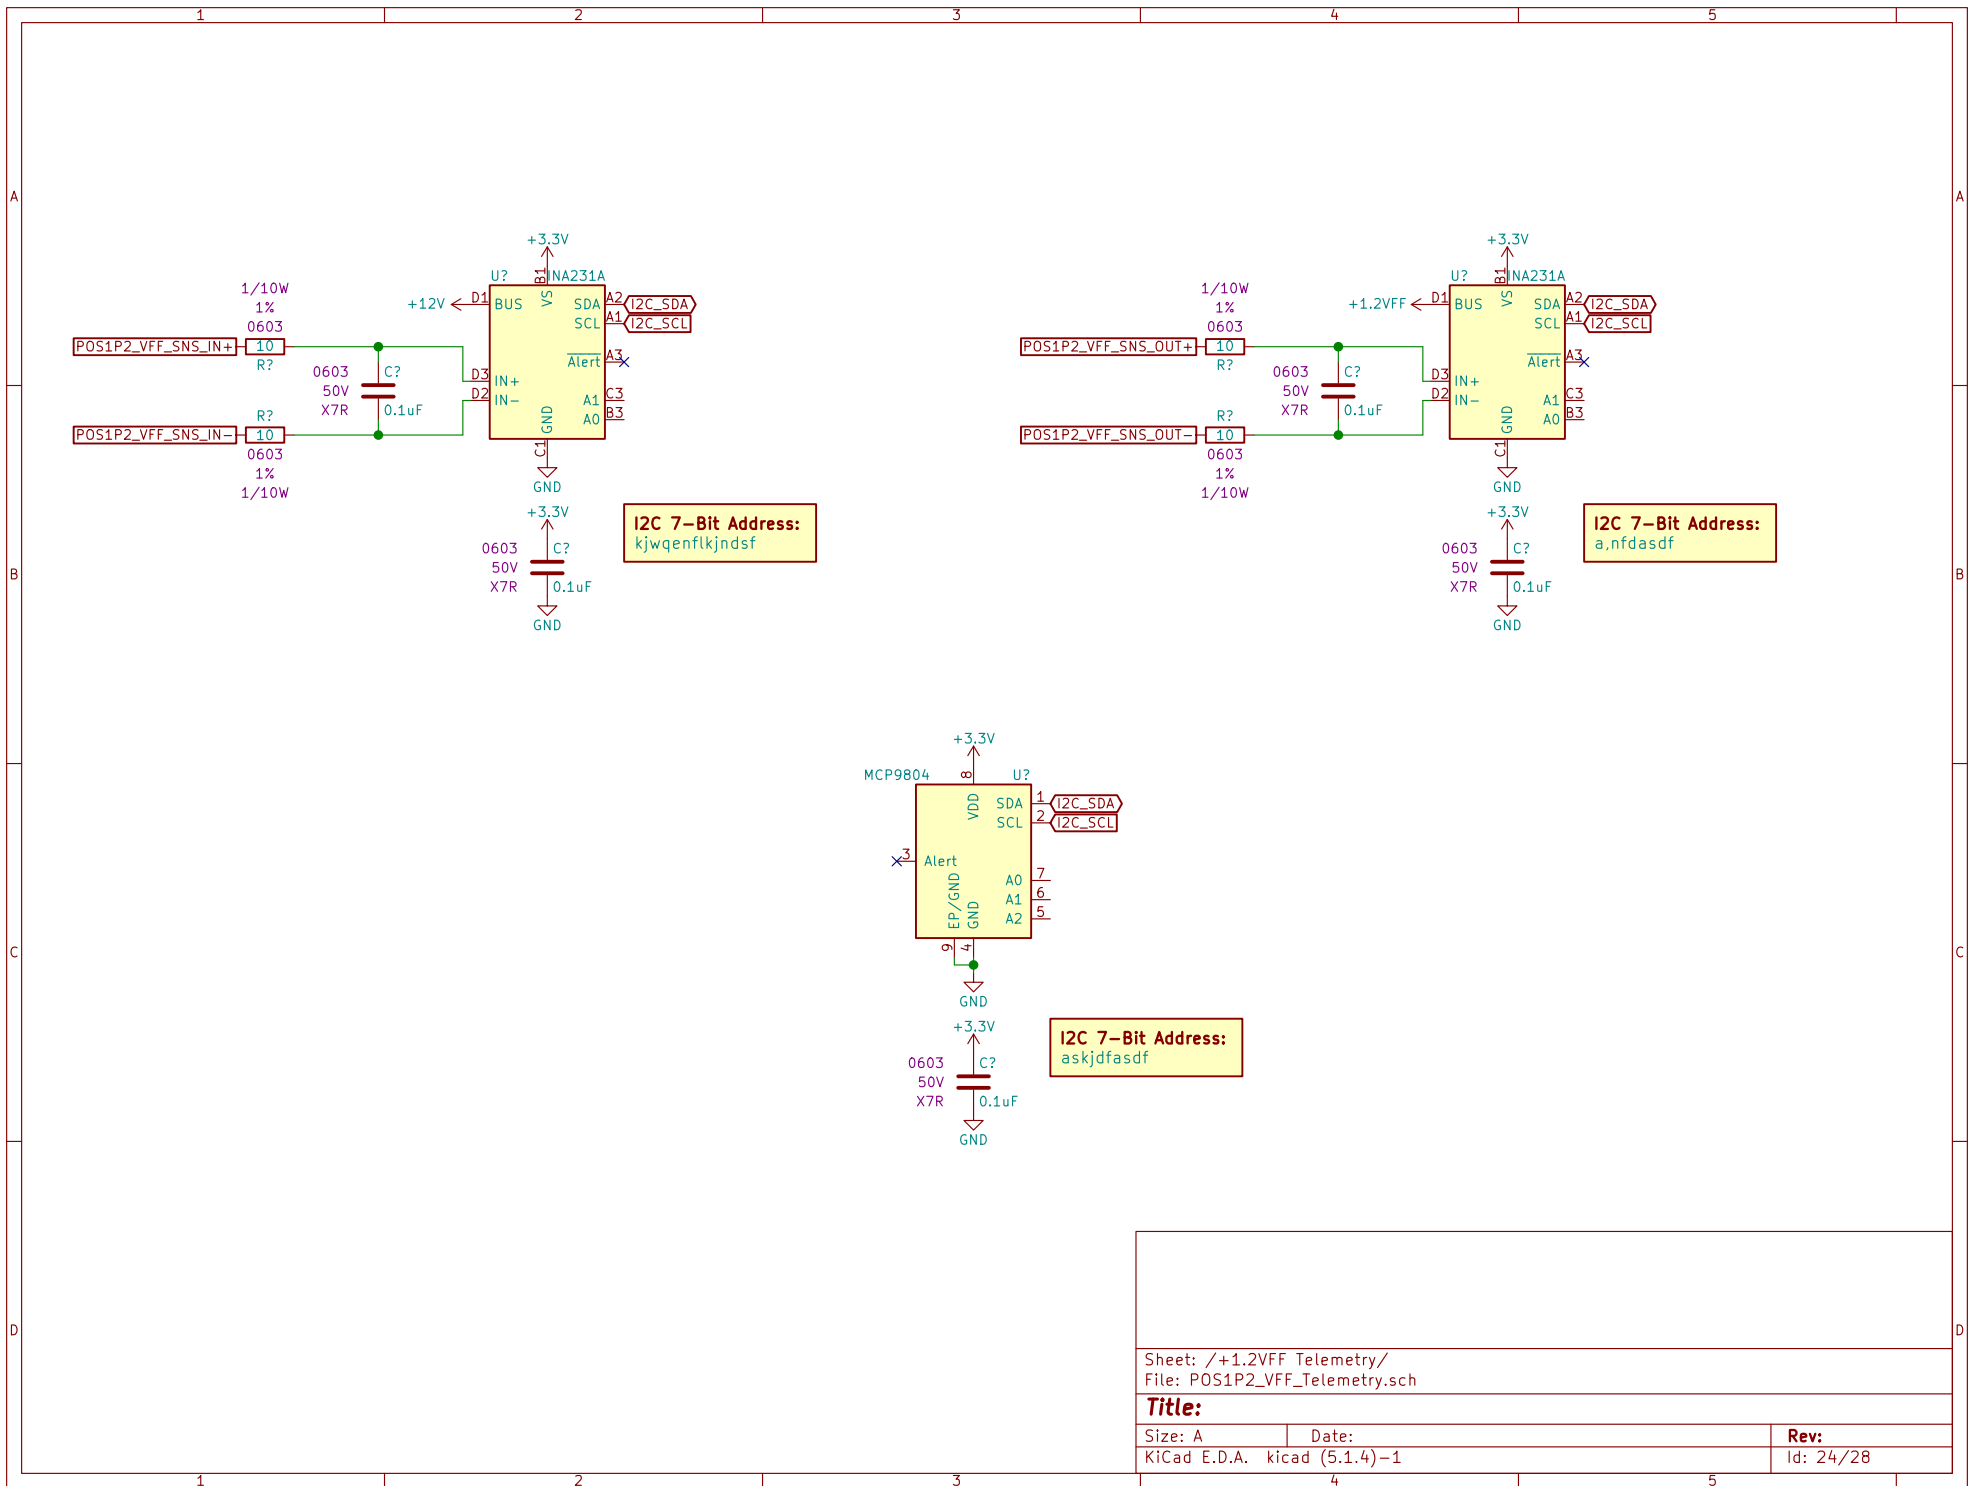 1 2 3 4 5
A A
B B
C C
D D
+3.3V
U? INA231A
B1
VS
+12V D1 BUS
SDA A2 I2C_SDA
SCL A1 I2C_SCL
Alert A3
D3 IN+
D2 IN-
A1 C3
A0 B3
GND
C1
GND
1/10W
1%
0603
POS1P2_VFF_SNS_IN+ 10
R?
0603 C?
50V
X7R 0.1uF
R?
POS1P2_VFF_SNS_IN- 10
0603
1%
1/10W
+3.3V
0603 C?
50V
X7R 0.1uF
GND
I2C 7-Bit Address:
kjwqenflkjndsf
+3.3V
U? INA231A
B1
VS
+1.2VFF D1 BUS
SDA A2 I2C_SDA
SCL A1 I2C_SCL
Alert A3
D3 IN+
D2 IN-
A1 C3
A0 B3
GND
C1
GND
1/10W
1%
0603
POS1P2_VFF_SNS_OUT+ 10
R?
0603 C?
50V
X7R 0.1uF
R?
POS1P2_VFF_SNS_OUT- 10
0603
1%
1/10W
+3.3V
0603 C?
50V
X7R 0.1uF
GND
I2C 7-Bit Address:
a,nfdasdf
+3.3V
MCP9804 U?
8
VDD
SDA 1 I2C_SDA
SCL 2 I2C_SCL
3 Alert
A0 7
A1 6
A2 5
EP/GND
GND
9 4
GND
+3.3V
0603 C?
50V
X7R 0.1uF
GND
I2C 7-Bit Address:
askjdfasdf
Sheet: /+1.2VFF Telemetry/
File: POS1P2_VFF_Telemetry.sch
Title:
Size: A Date: Rev:
KiCad E.D.A. kicad (5.1.4)-1 Id: 24/28
1 2 3 4 5